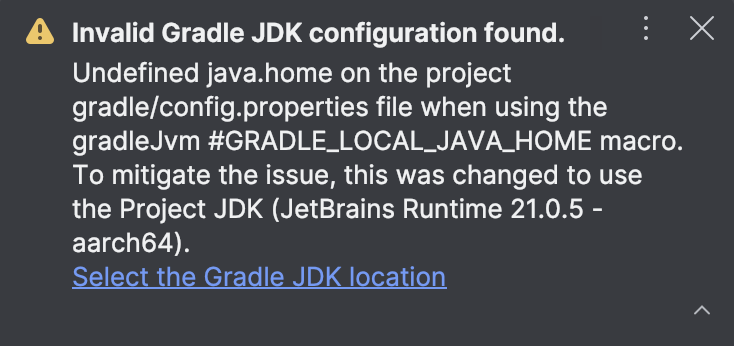 Invalid Gradle JDK configuration found.
Undefined java.home on the project
gradle/config.properties file when using the
gradleJvm #GRADLE_LOCAL_JAVA_HOME macro.
To mitigate the issue, this was changed to use
the Project JDK (JetBrains Runtime 21.0.5 -
aarch64).
Select the Gradle JDK location